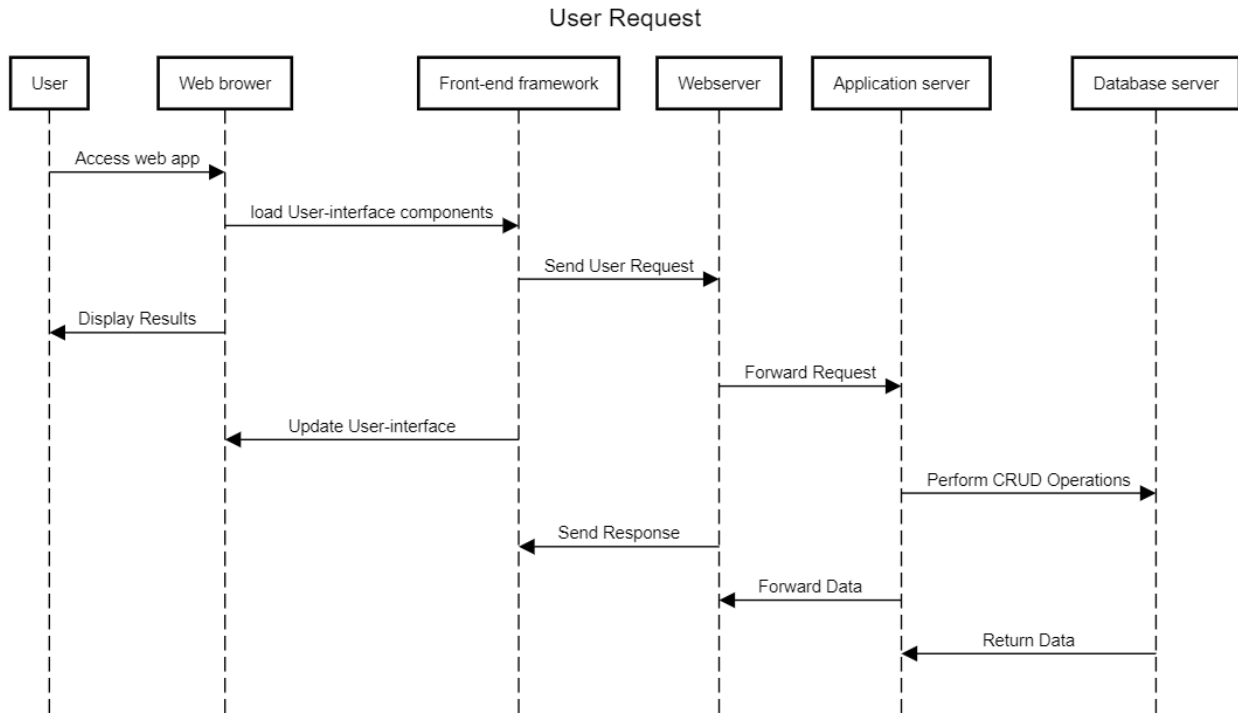 User Request
User
Web brower
Front-end framework
Webserver
Application server
Database server
Access web app
load User-interface components
Send User Request
Display Results
Forward Request
Update User-interface
Perform CRUD Operations
Send Response
Forward Data
Return Data